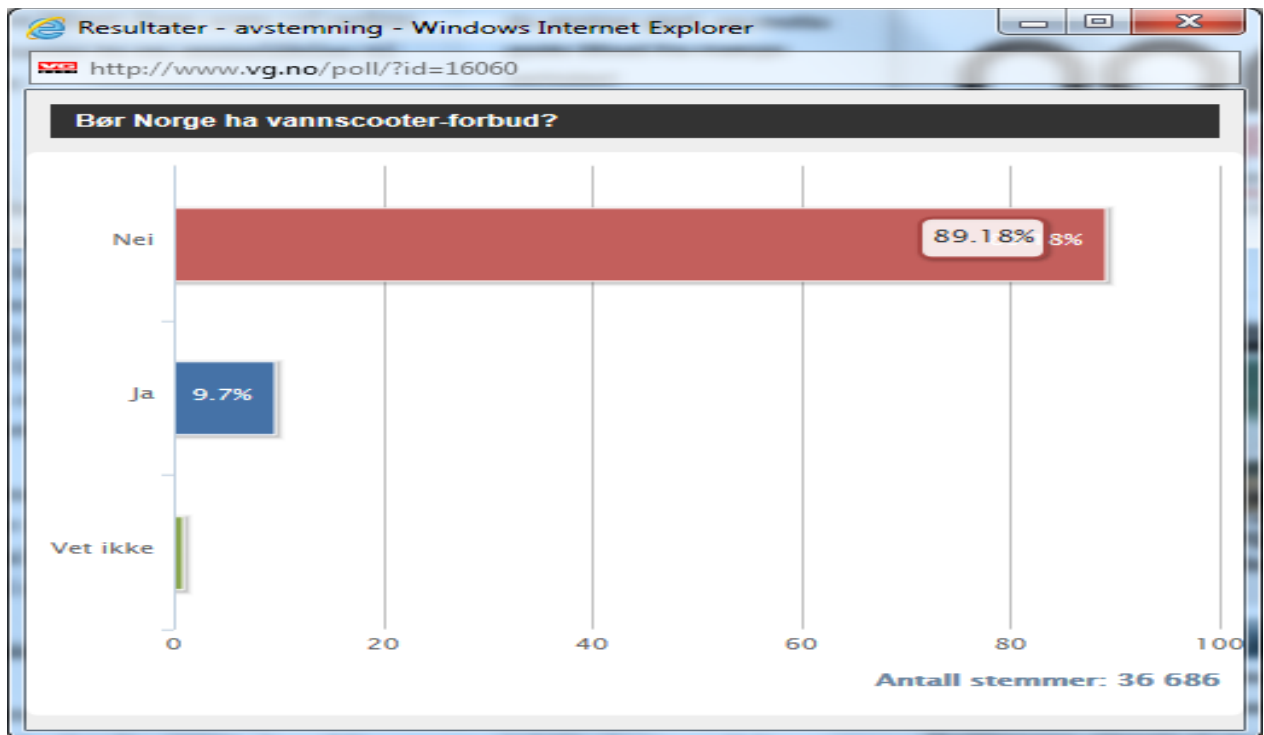 Resultater - avstemning - Windows Internet Explorer
VG http://www.vg.no/poll/?id=16060
Bør Norge ha vannscooter-forbud?
Nei 89.18% 8%
Ja 9.7%
Vet ikke
0 20 40 60 80 100
Antall stemmer: 36 686